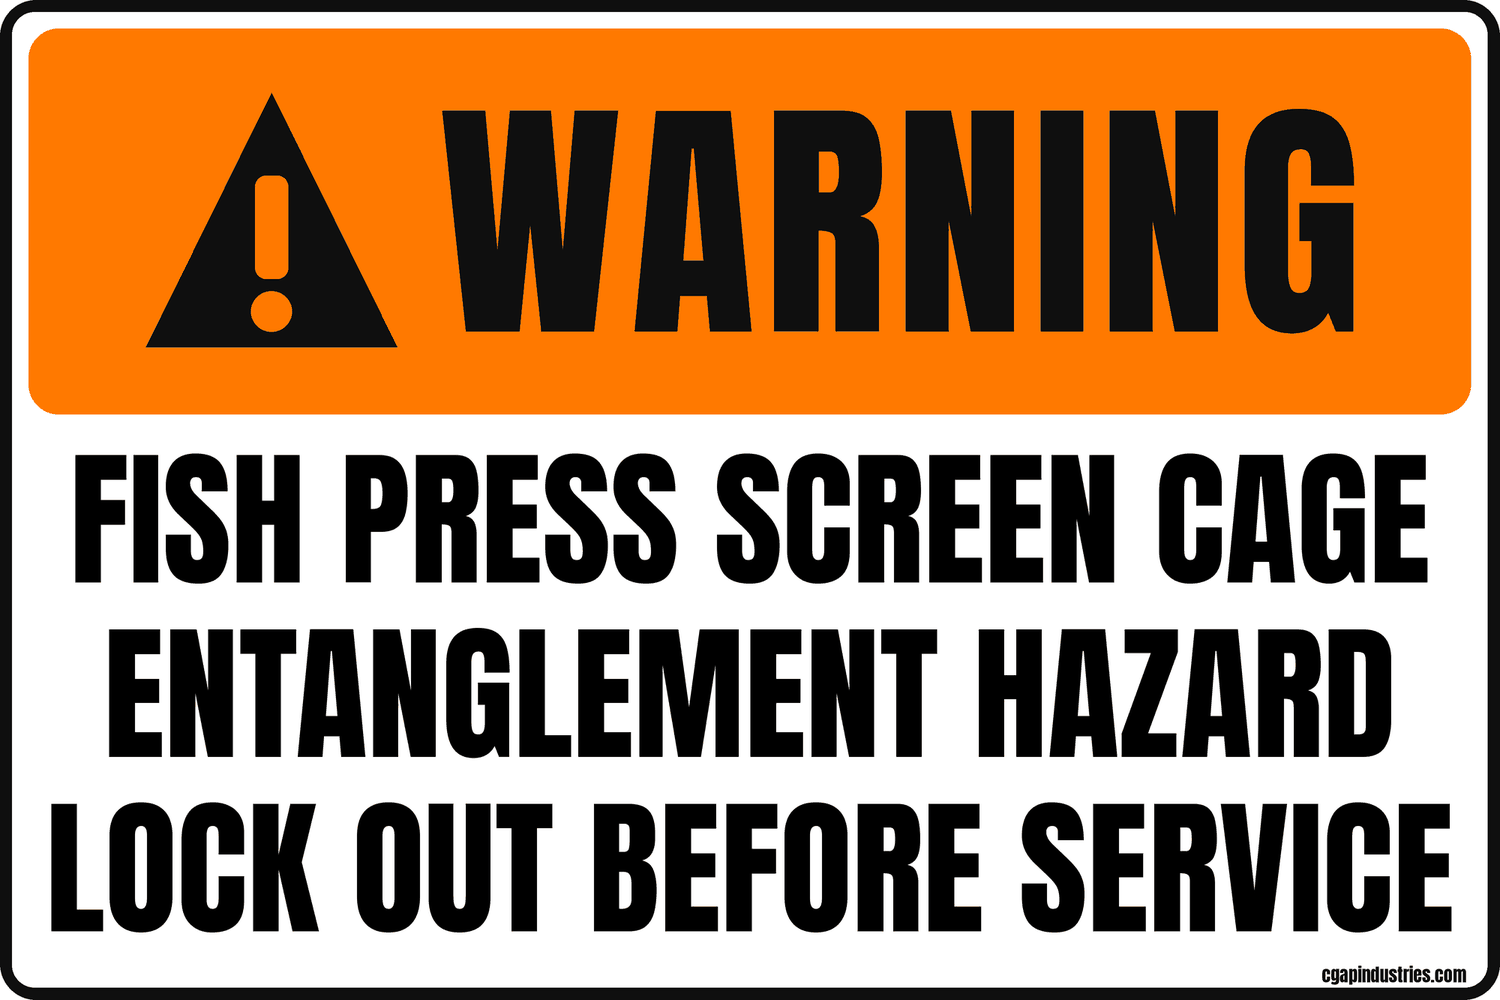 WARNING
FISH PRESS SCREEN CAGE
ENTANGLEMENT HAZARD
LOCK OUT BEFORE SERVICE
cgapindustries.com